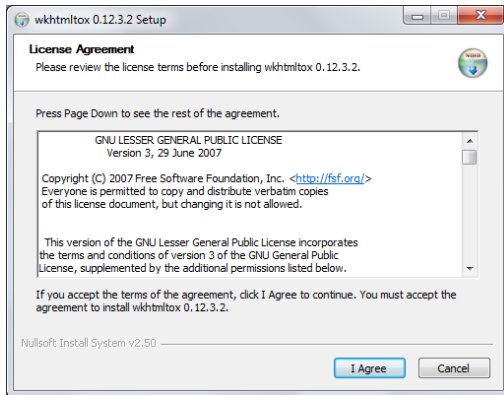 wkhtmltox 0.12.3.2 Setup
License Agreement
Please review the license terms before installing wkhtmltox 0.12.3.2.
Press Page Down to see the rest of the agreement.
GNU LESSER GENERAL PUBLIC LICENSE
Version 3, 29 June 2007
Copyright (C) 2007 Free Software Foundation, Inc. <http://fsf.org/>
Everyone is permitted to copy and distribute verbatim copies
of this license document, but changing it is not allowed.
This version of the GNU Lesser General Public License incorporates
the terms and conditions of version 3 of the GNU General Public
License, supplemented by the additional permissions listed below.
If you accept the terms of the agreement, click I Agree to continue. You must accept the
agreement to install wkhtmltox 0.12.3.2.
Nullsoft Install System v2.50
I Agree Cancel